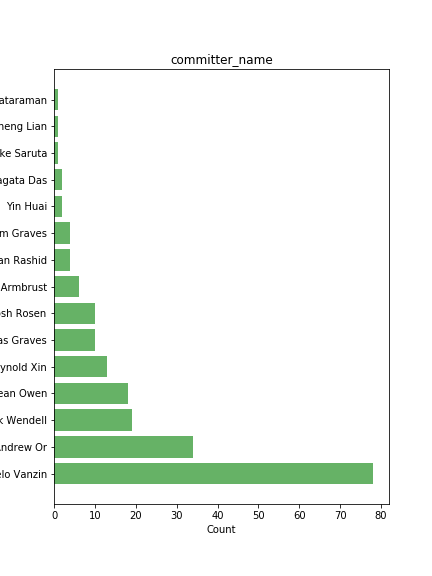 committer_name
ataraman
heng Lian
ke Saruta
agata Das
Yin Huai
m Graves
an Rashid
Armbrust
sh Rosen
as Graves
ynold Xin
ean Owen
k Wendell
Andrew Or
elo Vanzin
0 10 20 30 40 50 60 70 80
Count